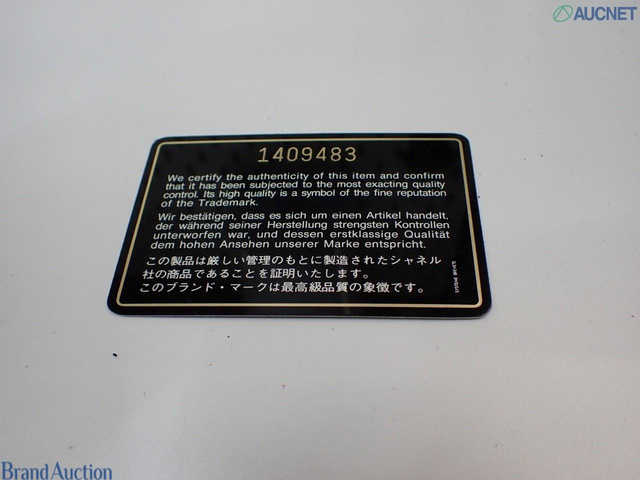 AUCNET
1409483
We certify the authenticity of this item and confirm
that it has been subjected to the most exacting quality
control. Its high quality is a symbol of the fine reputation
of the Trademark.
Wir bestätigen, dass es sich um einen Artikel handelt,
der während seiner Herstellung strengsten Kontrollen
unterworfen war, und dessen erstklassige Qualität
dem hohen Ansehen unserer Marke entspricht.
この製品は厳しい管理のもとに製造されたシャネル
社の商品であることを証明いたします。
このブランド・マークは最高級品質の象徴です。
Brand Auction